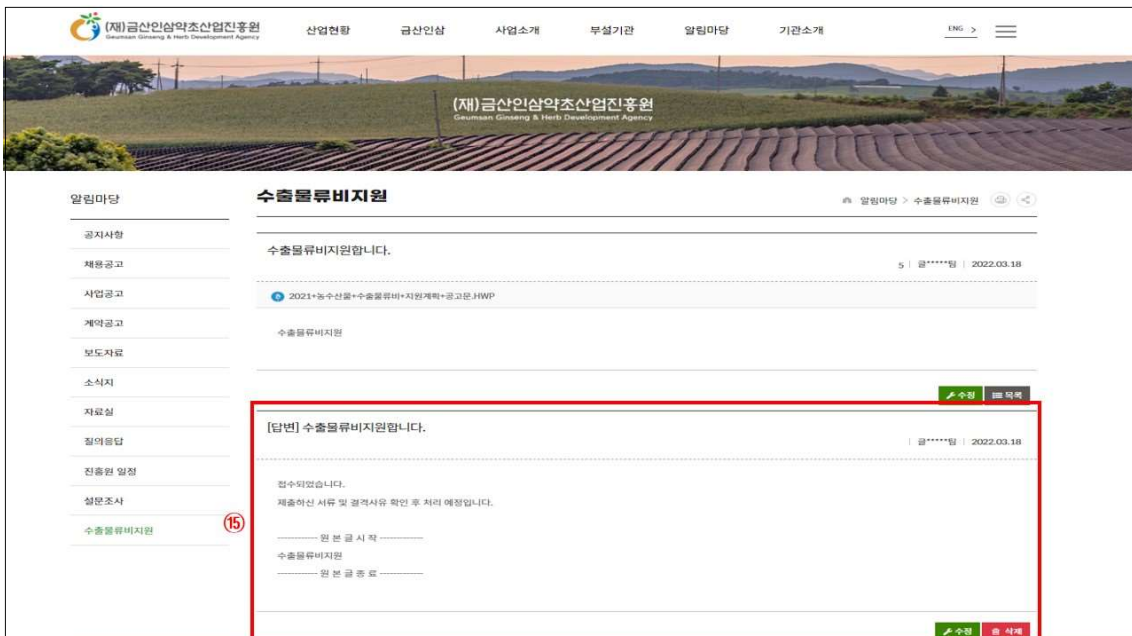 (재)금산인삼약초산업진흥원
Geumsan Ginseng & Herb Development Agency
산업현황 금산인삼 사업소개 부설기관 알림마당 기관소개 ENG >
(재)금산인삼약초산업진흥원
Geumsan Ginseng & Herb Development Agency
알림마당
공지사항
채용공고
사업공고
계약공고
보도자료
소식지
자료실
질의응답
진흥원 일정
설문조사
수출물류비지원
수출물류비지원
알림마당 > 수출물류비지원
수출물류비지원합니다.
5 | 글*****팀 | 2022.03.18
2021+농수산물+수출물류비+지원계획+공고문.HWP
수출물류비지원
수정 목록
⑮
[답변] 수출물류비지원합니다.
| 글*****팀 | 2022.03.18
접수되었습니다.
제출하신 서류 및 결격사유 확인 후 처리 예정입니다.
------------ 원 본 글 시 작 ------------
수출물류비지원
------------ 원 본 글 종 료 ------------
수정 삭제